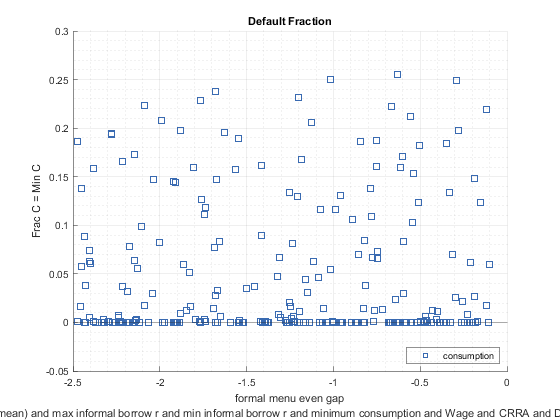 Default Fraction
0.3
0.25
0.2
0.15
0.1
0.05
0
-0.05
Frac C = Min C
consumption
-2.5 -2 -1.5 -1 -0.5 0
formal menu even gap
mean) and max informal borrow r and min informal borrow r and minimum consumption and Wage and CRRA and D